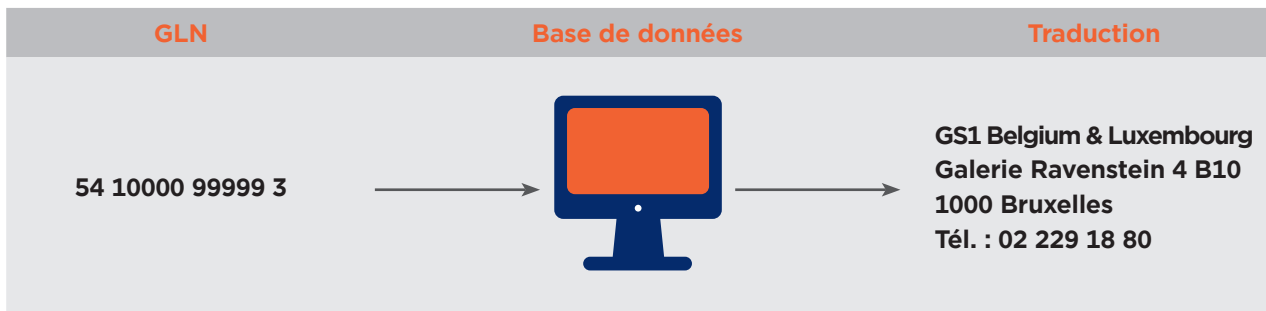 GLN
Base de données
Traduction
54 10000 99999 3
GS1 Belgium & Luxembourg
Galerie Ravenstein 4 B10
1000 Bruxelles
Tél. : 02 229 18 80